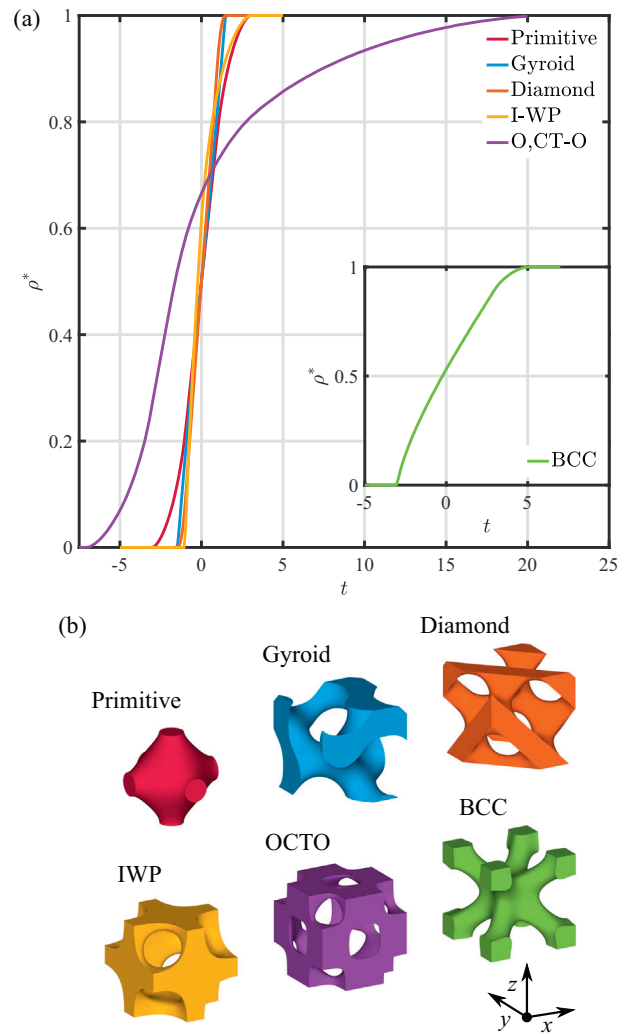 (a)
1
0.8
0.6
0.4
0.2
0
ρ*
-5
0
5
10
15
20
25
t
Primitive
Gyroid
Diamond
I-WP
O,CT-O
1
0.5
0
ρ*
-5
0
5
t
BCC
(b)
Primitive
Gyroid
Diamond
IWP
OCTO
BCC
z
y
x